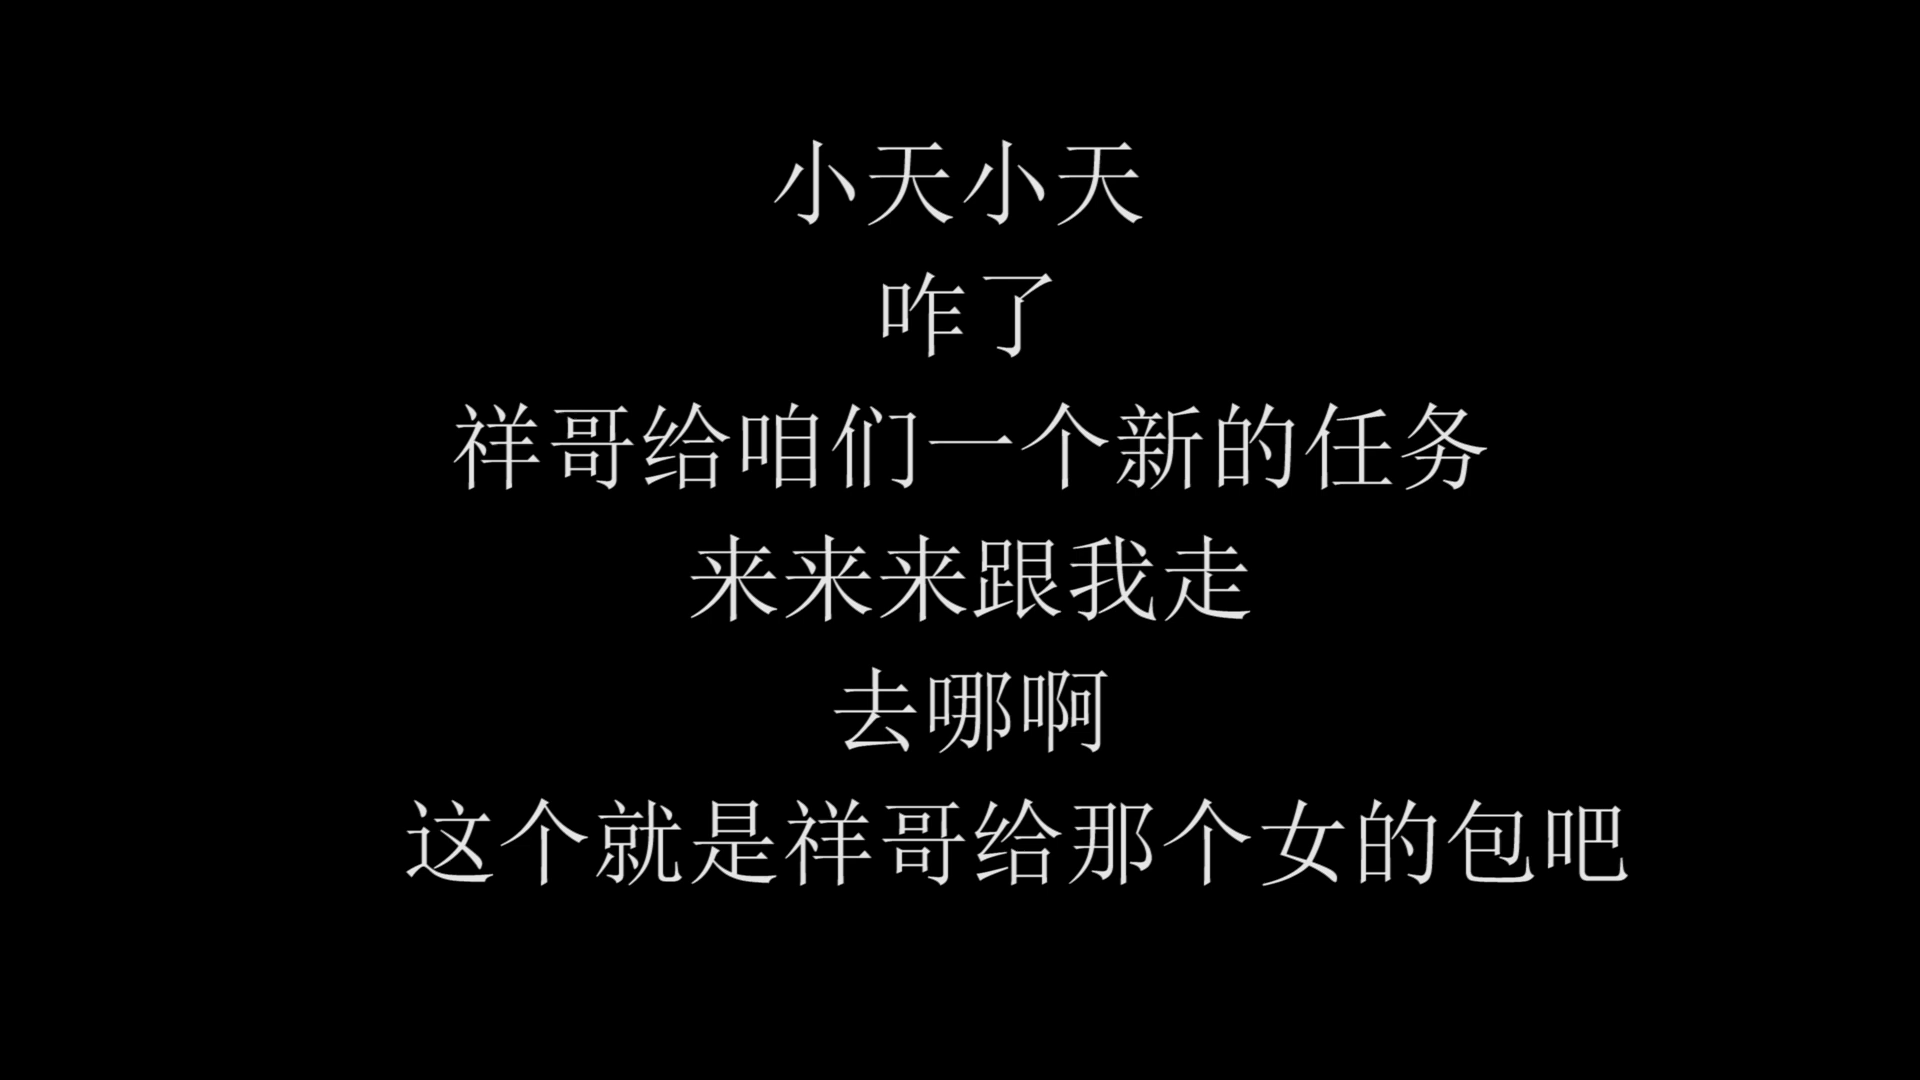 小天小天
咋了
祥哥给咱们一个新的任务
来来来跟我走
去哪啊
这个就是祥哥给那个女的包吧